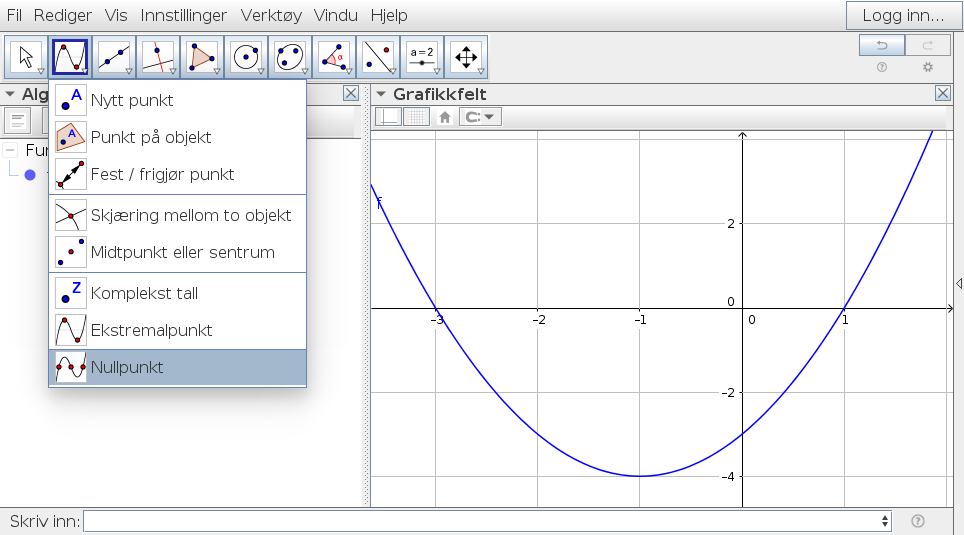 Fil Rediger Vis Innstillinger Verktøy Vindu Hjelp Logg inn...
α a=2
Alg
Grafikkfelt
A Nytt punkt
A Punkt på objekt
Fest / frigjør punkt
Skjæring mellom to objekt
Midtpunkt eller sentrum
Z Komplekst tall
Ekstremalpunkt
Nullpunkt
Fun
f
2
0
-3 -2 -1 0 1
-2
-4
Skriv inn: